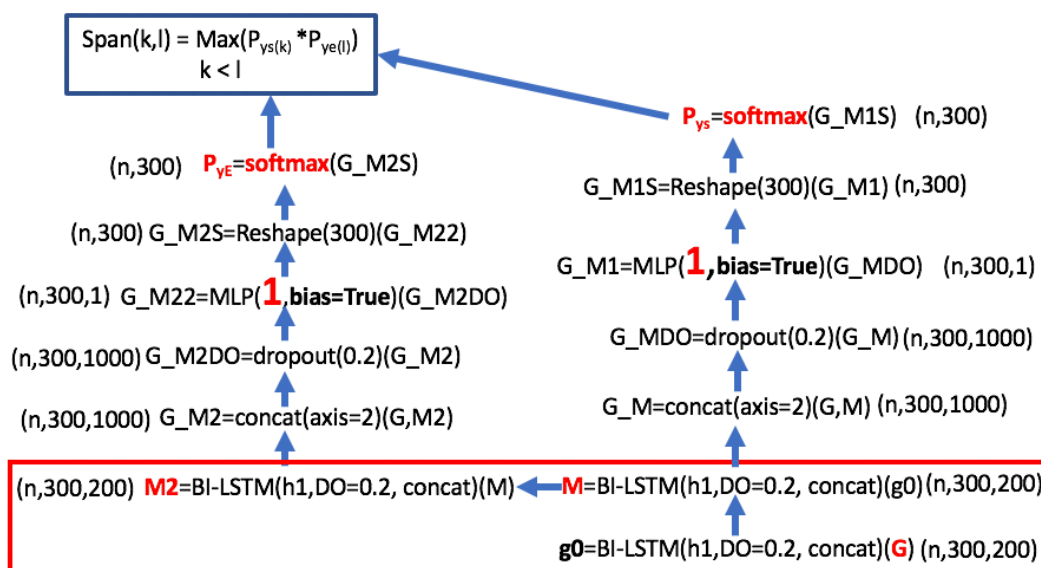 Span(k,l) = Max(Pys(k) *Pye(l))
k < l
Pys=softmax(G_M1S) (n,300)
(n,300) PyE=softmax(G_M2S)
G_M1S=Reshape(300)(G_M1) (n,300)
(n,300) G_M2S=Reshape(300)(G_M22)
G_M1=MLP(1,bias=True)(G_MDO) (n,300,1)
(n,300,1) G_M22=MLP(1,bias=True)(G_M2DO)
G_MDO=dropout(0.2)(G_M) (n,300,1000)
(n,300,1000) G_M2DO=dropout(0.2)(G_M2)
G_M=concat(axis=2)(G,M) (n,300,1000)
(n,300,1000) G_M2=concat(axis=2)(G,M2)
(n,300,200) M2=BI-LSTM(h1,DO=0.2, concat)(M)
M=BI-LSTM(h1,DO=0.2, concat)(g0) (n,300,200)
g0=BI-LSTM(h1,DO=0.2, concat)(G) (n,300,200)